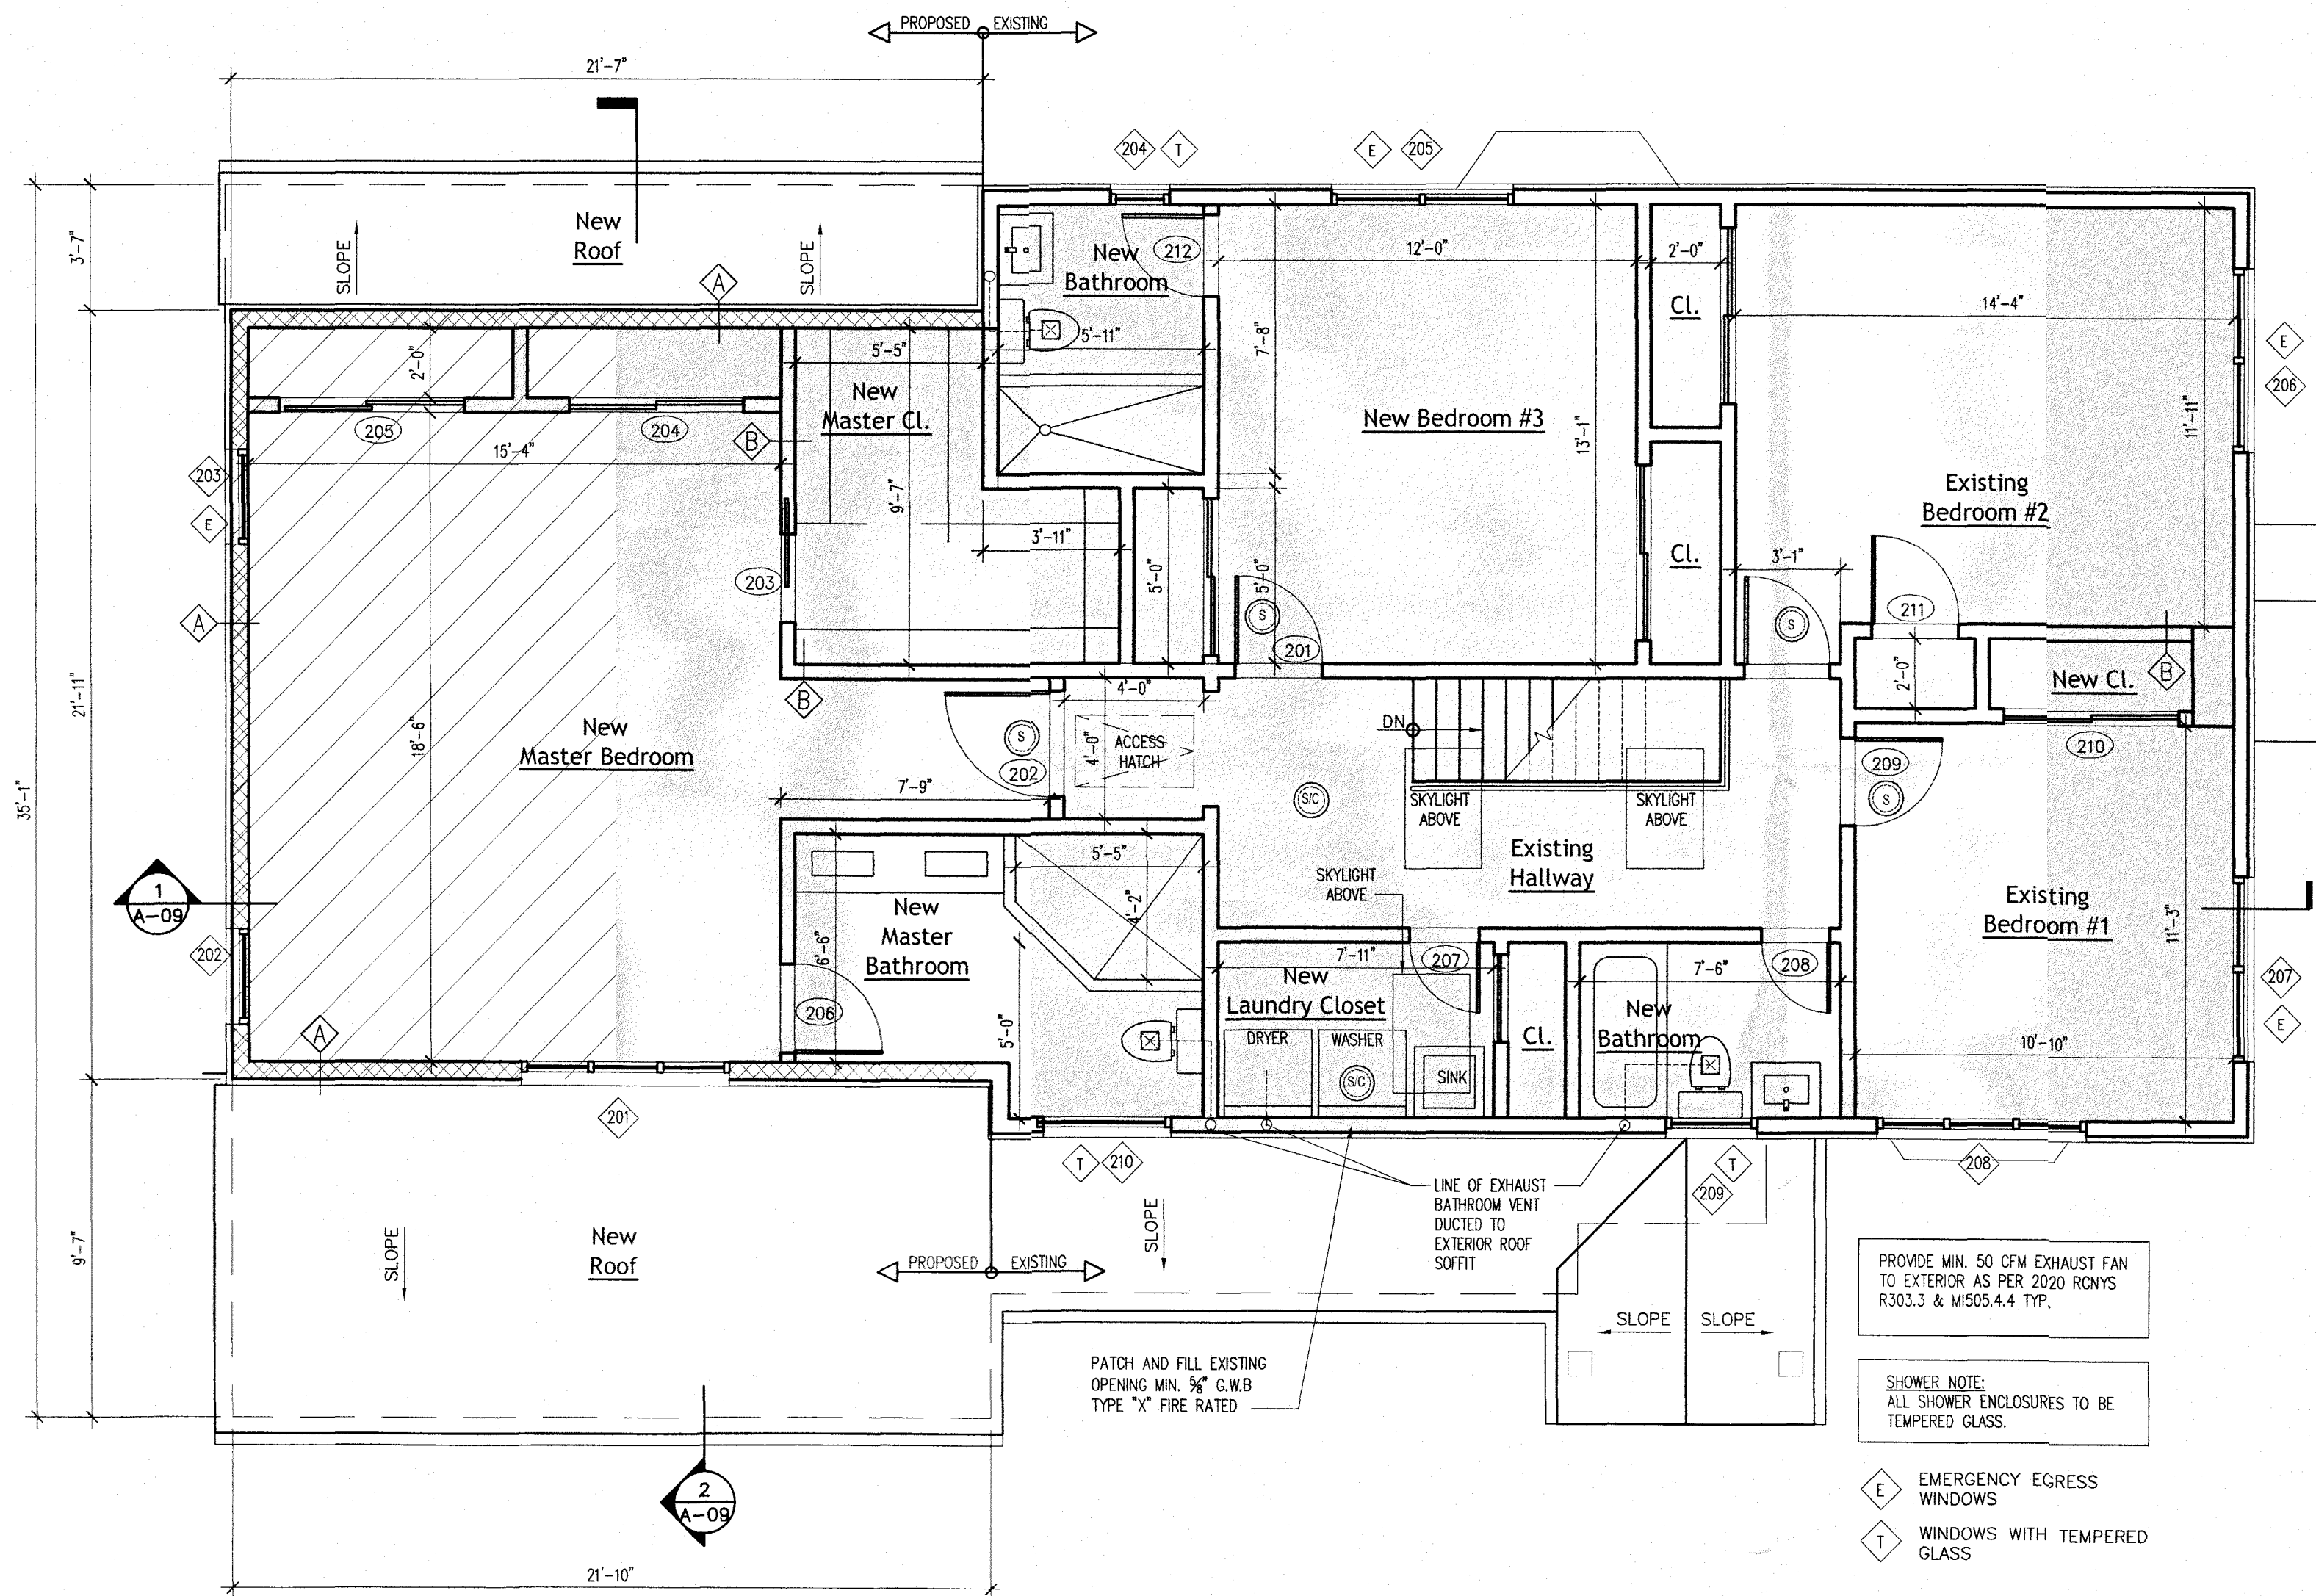 PROPOSED EXISTING
21'-7"
204 T
E 205
New
Roof
SLOPE
SLOPE
3'-7"
A
New
Bathroom
212
12'-0"
2'-0"
Cl.
14'-4"
E
206
2'-0"
5'-5"
5'-11"
7'-8"
New
Master Cl.
205
204
B
15'-4"
New Bedroom #3
13'-1"
11'-11"
203
E
9'-7"
Existing
Bedroom #2
3'-11"
Cl.
3'-1"
203
5'-0"
5'-0"
S
S
211
A
201
21'-11"
35'-1"
B
4'-0"
2'-0"
New Cl.
B
18'-6"
New
Master Bedroom
S
202
4'-0"
ACCESS
HATCH
DN
210
209
S
7'-9"
S/C
SKYLIGHT
ABOVE
SKYLIGHT
ABOVE
5'-5"
Existing
Hallway
1
A-09
SKYLIGHT
ABOVE
4'-2"
New
Master
Bathroom
6'-6"
Existing
Bedroom #1
11'-3"
202
7'-11"
207
7'-6"
208
207
E
New
Laundry Closet
206
5'-0"
New
Bathroom
A
DRYER
WASHER
S/C
SINK
Cl.
10'-10"
201
T 210
208
T
209
LINE OF EXHAUST
BATHROOM VENT
DUCTED TO
EXTERIOR ROOF
SOFFIT
SLOPE
New
Roof
SLOPE
9'-7"
PROPOSED EXISTING
SLOPE SLOPE
PROVIDE MIN. 50 CFM EXHAUST FAN
TO EXTERIOR AS PER 2020 RCNYS
R303.3 & M1505.4.4 TYP.
PATCH AND FILL EXISTING
OPENING MIN. ⅝" G.W.B
TYPE "X" FIRE RATED
SHOWER NOTE:
ALL SHOWER ENCLOSURES TO BE
TEMPERED GLASS.
2
A-09
E EMERGENCY EGRESS
WINDOWS
T WINDOWS WITH TEMPERED
GLASS
21'-10"